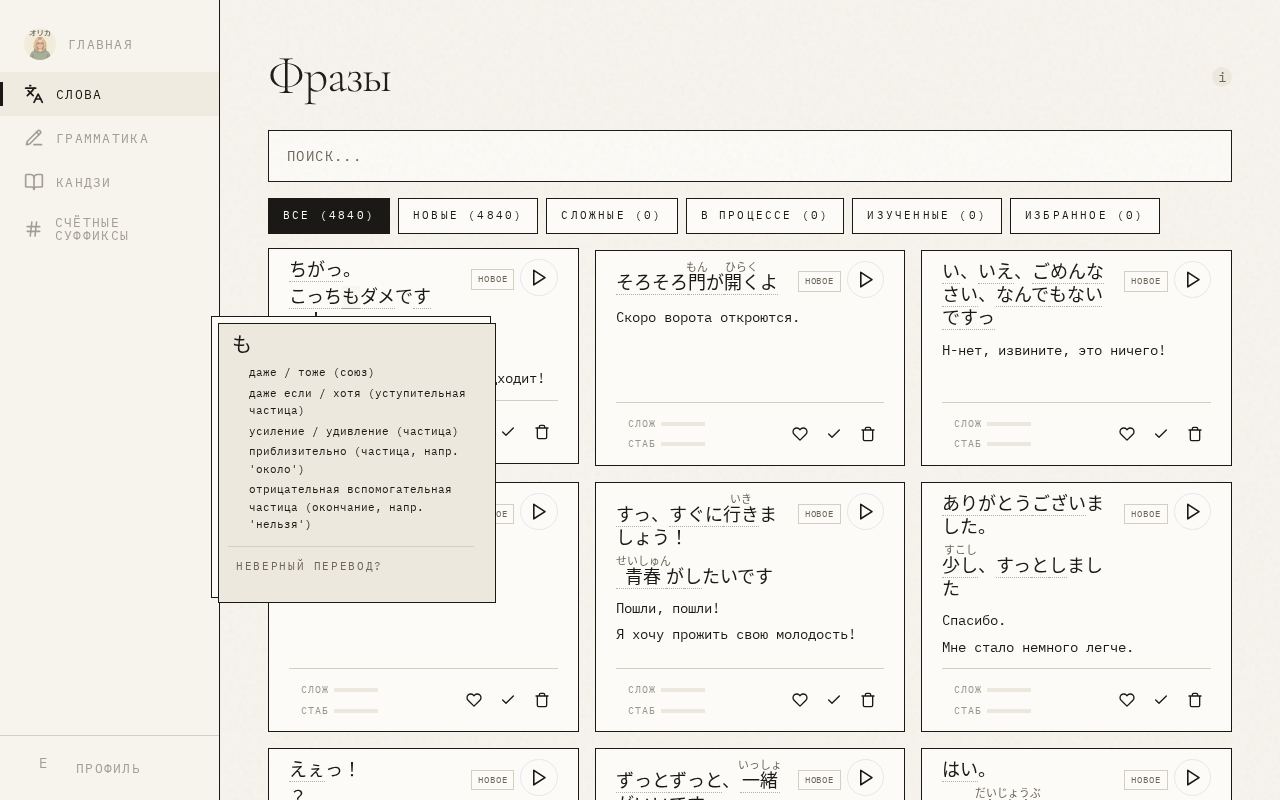 オリカ
ГЛАВНАЯ
СЛОВА
ГРАММАТИКА
КАНДЗИ
СЧЁТНЫЕ
СУФФИКСЫ
Е
ПРОФИЛЬ
Фразы
i
ПОИСК...
ВСЕ (4840)
НОВЫЕ (4840)
СЛОЖНЫЕ (0)
В ПРОЦЕССЕ (0)
ИЗУЧЕННЫЕ (0)
ИЗБРАННОЕ (0)
ちがっ。
こっちもダメです
НОВОЕ
も
даже / тоже (союз)
даже если / хотя (уступительная
частица)
усиление / удивление (частица)
приблизительно (частица, напр.
'около')
отрицательная вспомогательная
частица (окончание, напр.
'нельзя')
НЕВЕРНЫЙ ПЕРЕВОД?
もん ひらく
そろそろ門が開くよ
НОВОЕ
Скоро ворота откроются.
СЛОЖ
СТАБ
い、いえ、ごめんな
さい、なんでもない
ですっ
НОВОЕ
Н-нет, извините, это ничего!
СЛОЖ
СТАБ
СЛОЖ
СТАБ
いき
すっ、すぐに行きま
しょう！
せいしゅん
青春がしたいです
НОВОЕ
Пошли, пошли!
Я хочу прожить свою молодость!
СЛОЖ
СТАБ
ありがとうございま
した。
すこし
少し、すっとしまし
た
НОВОЕ
Спасибо.
Мне стало немного легче.
СЛОЖ
СТАБ
えぇっ！
НОВОЕ
いっしょ
ずっとずっと、一緒
НОВОЕ
はい。
だいじょうぶ
НОВОЕ